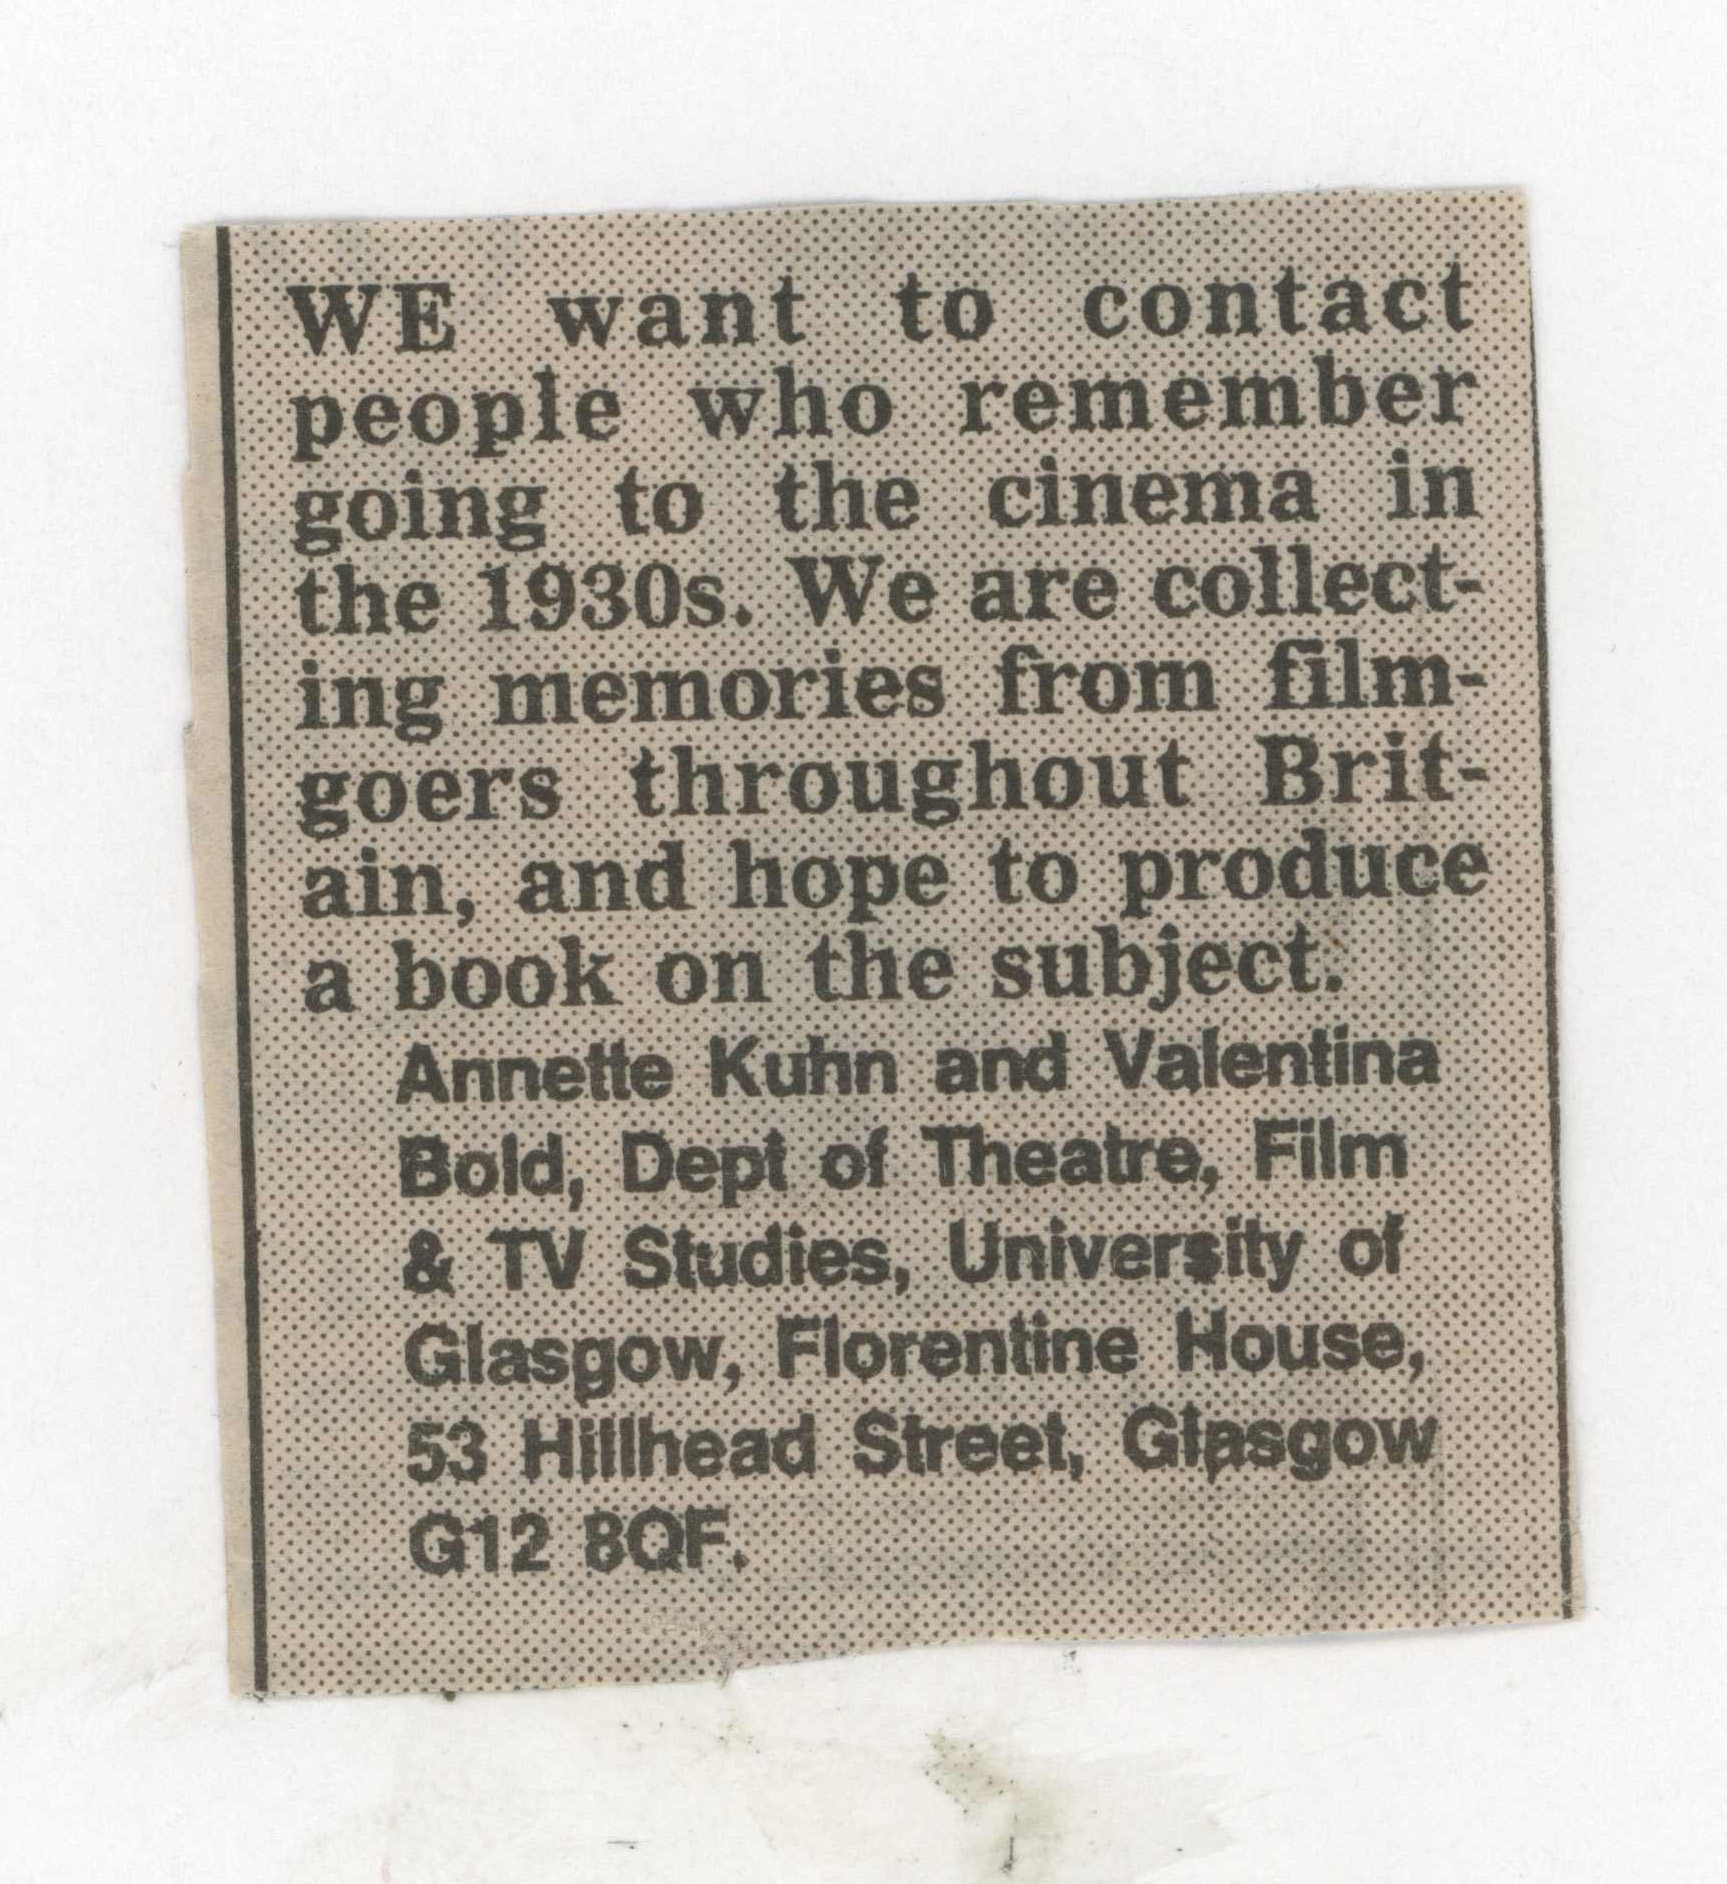 WE want to contact
people who remember
going to the cinema in
the 1930s. We are collect-
ing memories from film-
goers throughout Brit-
ain, and hope to produce
a book on the subject.
Annette Kuhn and Valentina
Bold, Dept of Theatre, Film
& TV Studies, University of
Glasgow, Florentine House,
53 Hillhead Street, Glasgow
G12 8QF.